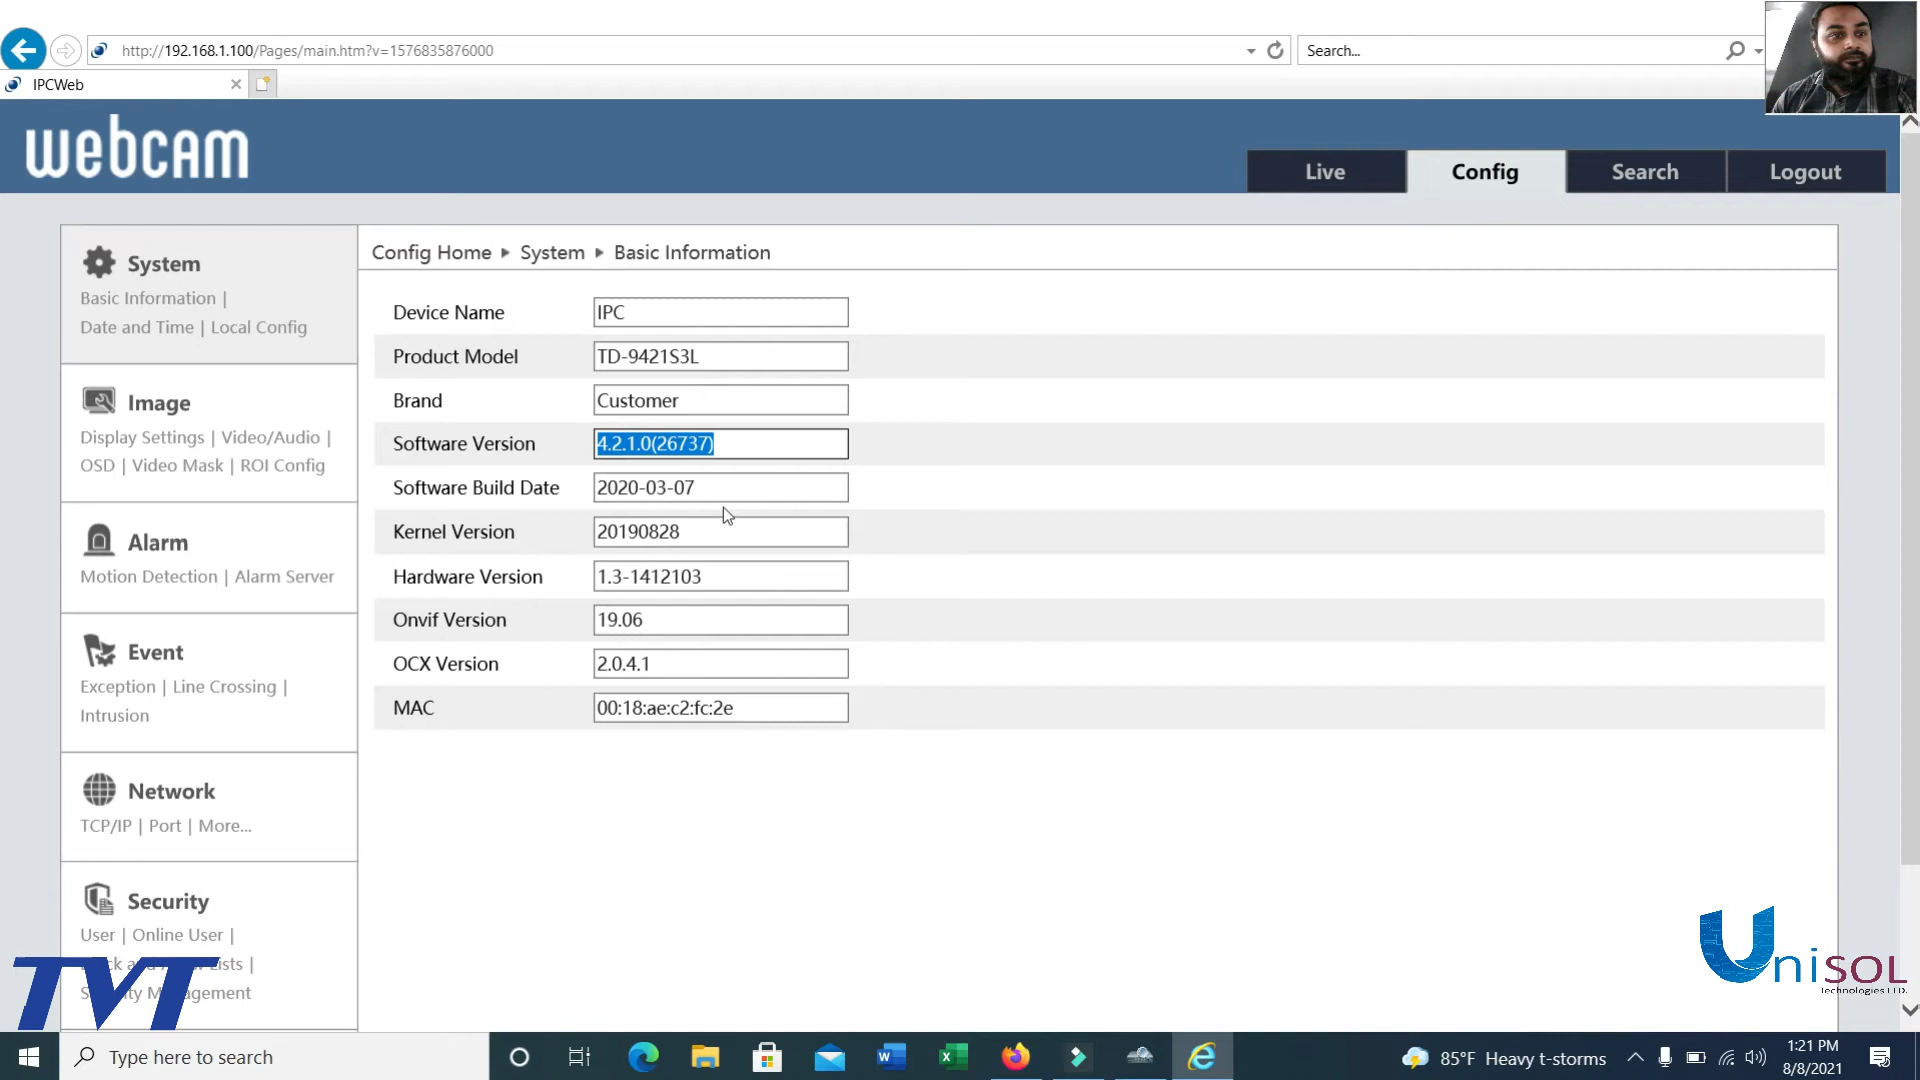 http://192.168.1.100/Pages/main.htm?v=1576835876000
Search...
IPCWeb
webcam
Live
Config
Search
Logout
System
Basic Information |
Date and Time | Local Config
Image
Display Settings | Video/Audio |
OSD | Video Mask | ROI Config
Alarm
Motion Detection | Alarm Server
Event
Exception | Line Crossing |
Intrusion
Network
TCP/IP | Port | More...
Security
User | Online User |
Lists |
Config Home ▸ System ▸ Basic Information
Device Name IPC
Product Model TD-9421S3L
Brand Customer
Software Version 4.2.1.0(26737)
Software Build Date 2020-03-07
Kernel Version 20190828
Hardware Version 1.3-1412103
Onvif Version 19.06
OCX Version 2.0.4.1
MAC 00:18:ae:c2:fc:2e
TVT
UniSOL
Technologies LTD.
Type here to search
85°F Heavy t-storms
1:21 PM
8/8/2021